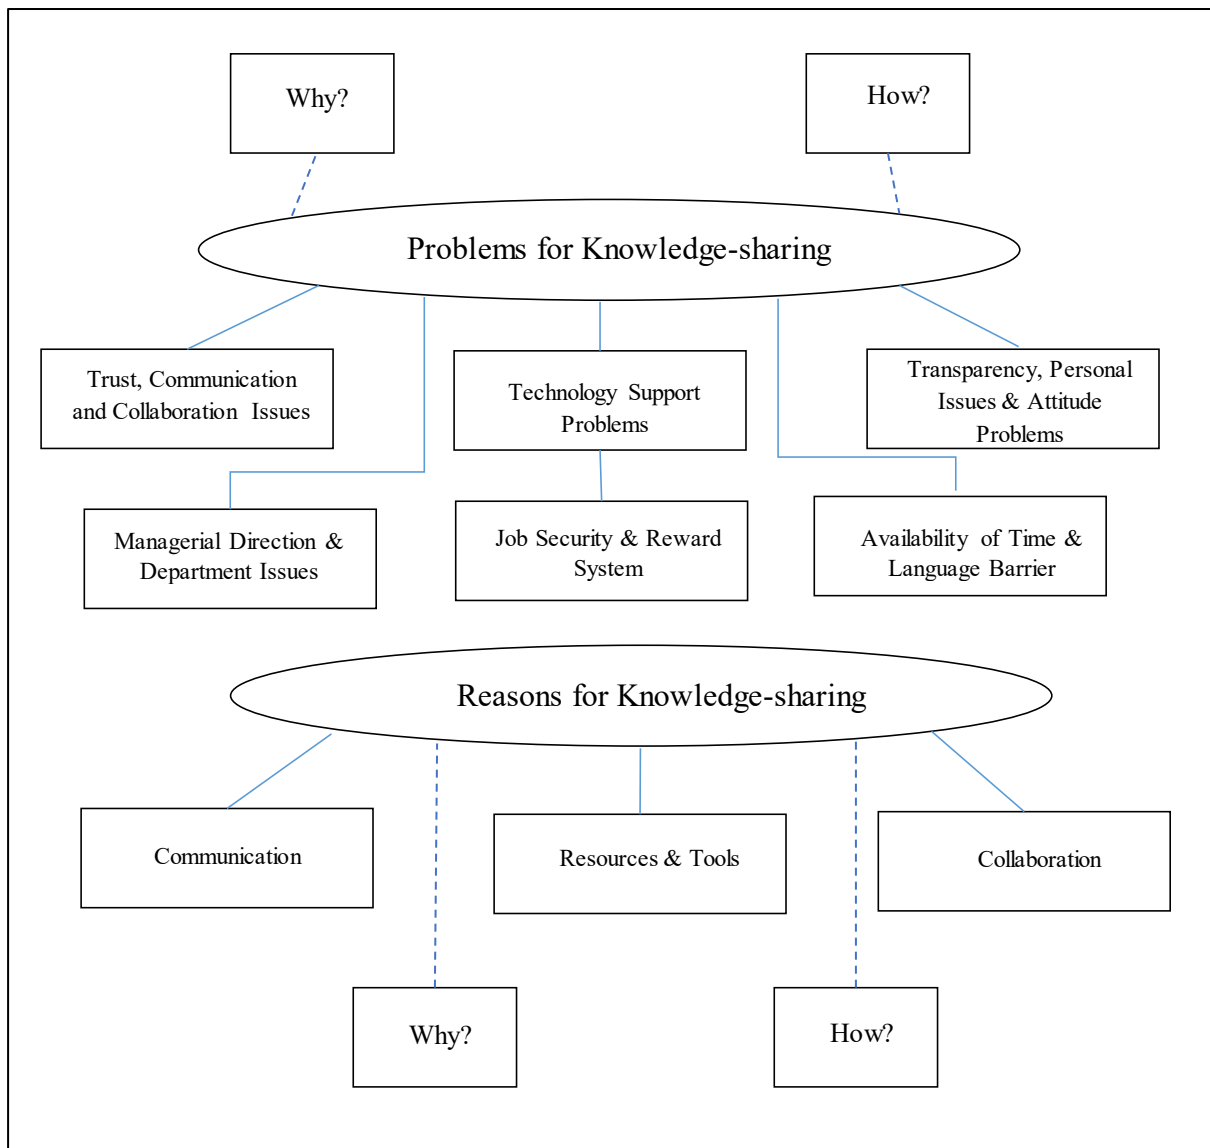 Why?
How?
Problems for Knowledge-sharing
Trust, Communication
and Collaboration Issues
Technology Support
Problems
Transparency, Personal
Issues & Attitude
Problems
Managerial Direction &
Department Issues
Job Security & Reward
System
Availability of Time &
Language Barrier
Reasons for Knowledge-sharing
Communication
Resources & Tools
Collaboration
Why?
How?